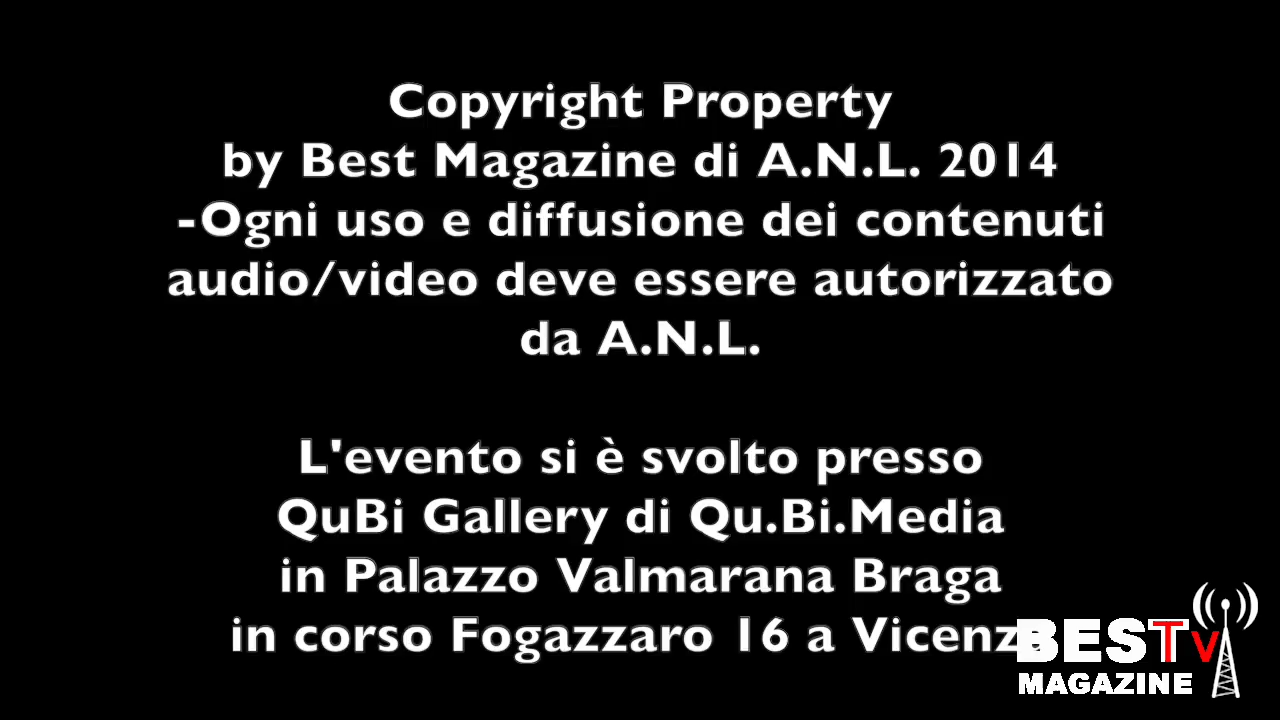 Copyright Property
by Best Magazine di A.N.L. 2014
-Ogni uso e diffusione dei contenuti
audio/video deve essere autorizzato
da A.N.L.
L'evento si è svolto presso
QuBi Gallery di Qu.Bi.Media
in Palazzo Valmarana Braga
in corso Fogazzaro 16 a Vicenza
BESTv
MAGAZINE